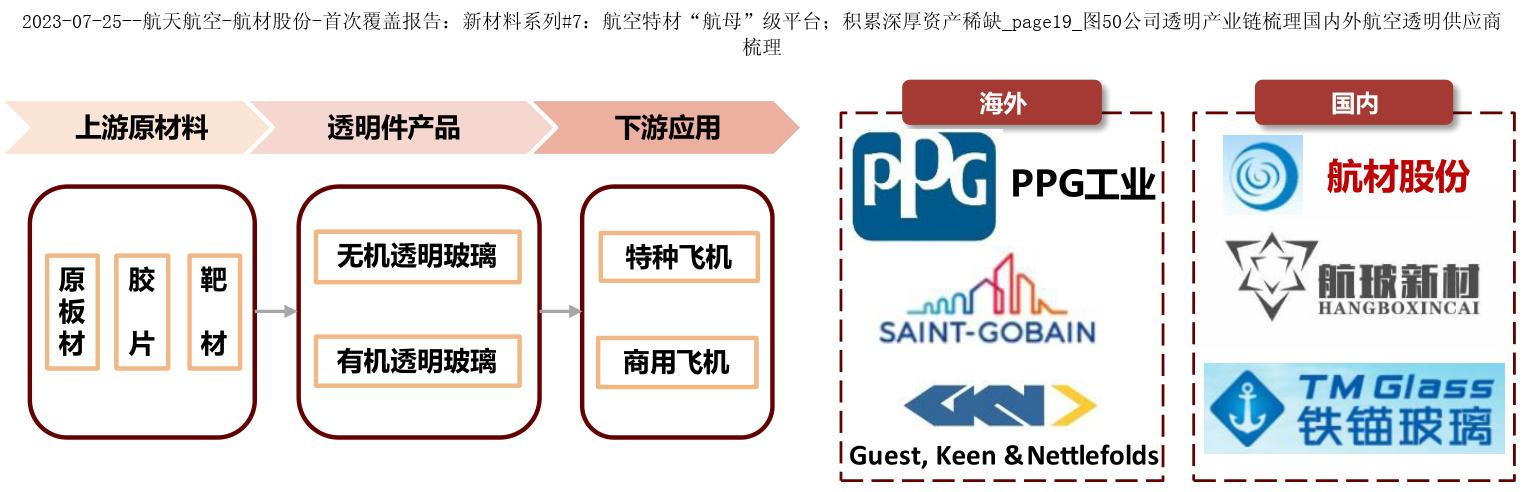 2023-07-25--航天航空-航材股份-首次覆盖报告：新材料系列#7：航空特材“航母”级平台；积累深厚资产稀缺_page19_图50公司透明产业链梳理国内外航空透明供应商
梳理
上游原材料
透明件产品
下游应用
原板材
胶片
靶材
无机透明玻璃
有机透明玻璃
特种飞机
商用飞机
海外
PPG
PPG工业
SAINT-GOBAIN
GKN
Guest, Keen & Nettlefolds
国内
航材股份
航玻新材
HANGBOXINCAI
TM Glass
铁锚玻璃